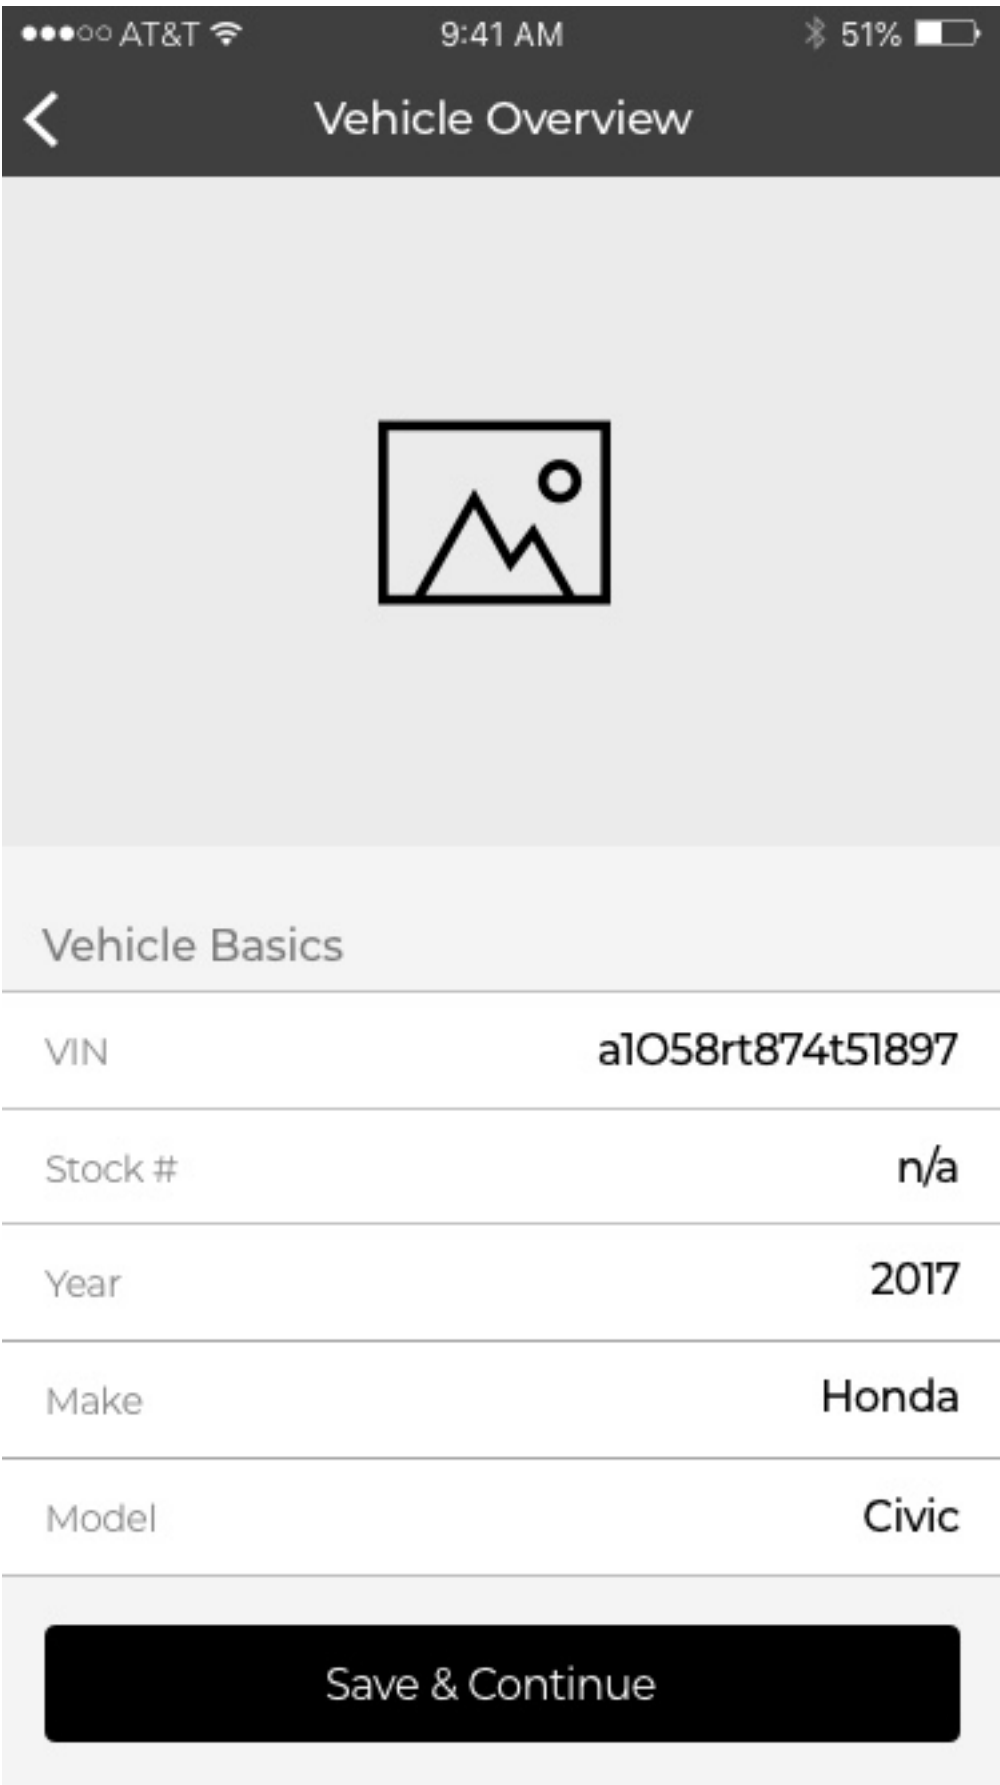 AT&T 9:41 AM 51%
Vehicle Overview
Vehicle Basics
VIN a1O58rt874t51897
Stock # n/a
Year 2017
Make Honda
Model Civic
Save & Continue